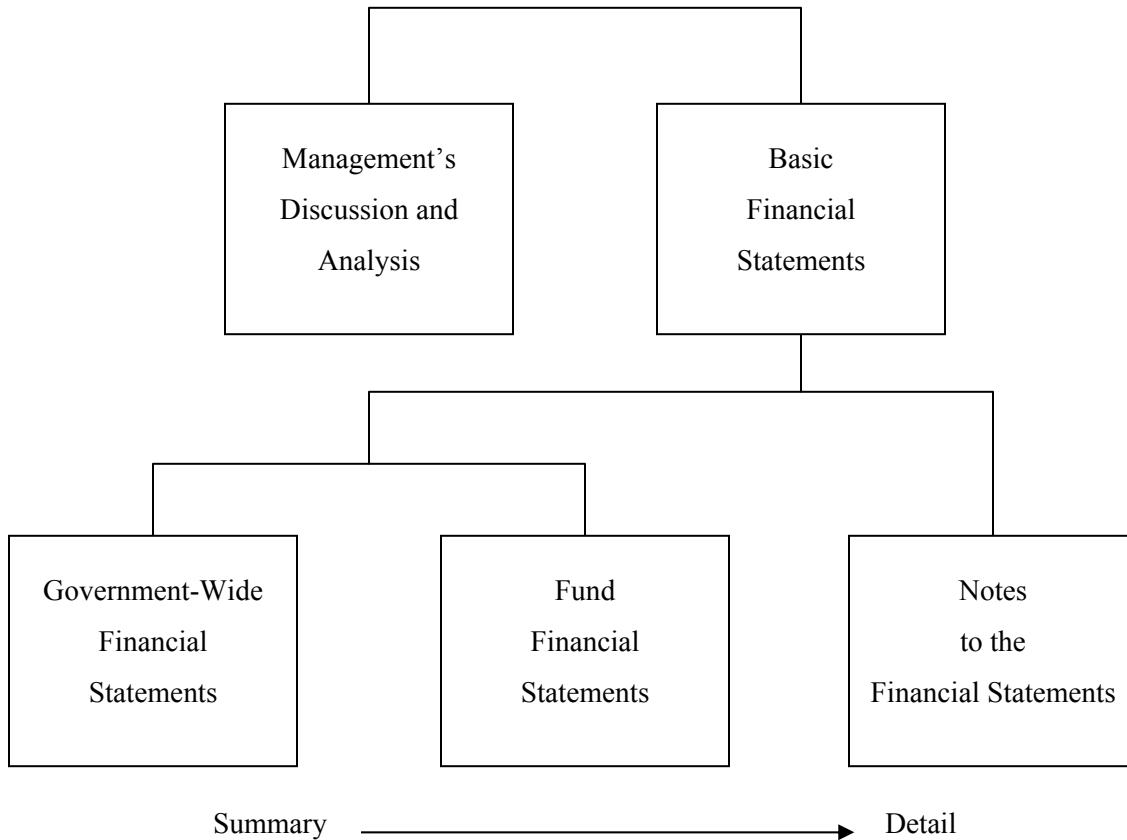 Management’s
Discussion and
Analysis
Basic
Financial
Statements
Government-Wide
Financial
Statements
Fund
Financial
Statements
Notes
to the
Financial Statements
Summary
Detail